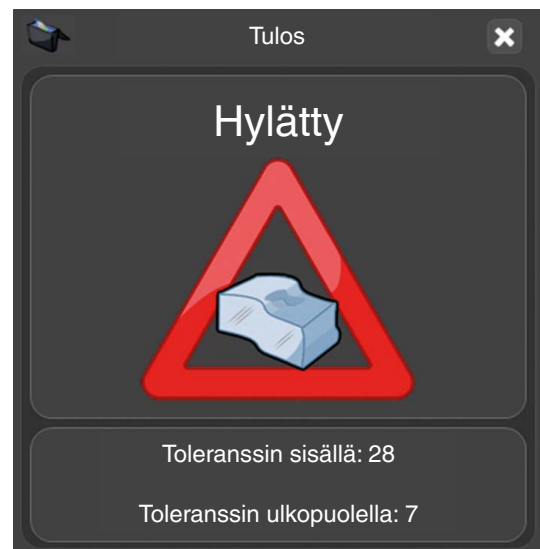 Tulos
Hylätty
Toleranssin sisällä: 28
Toleranssin ulkopuolella: 7